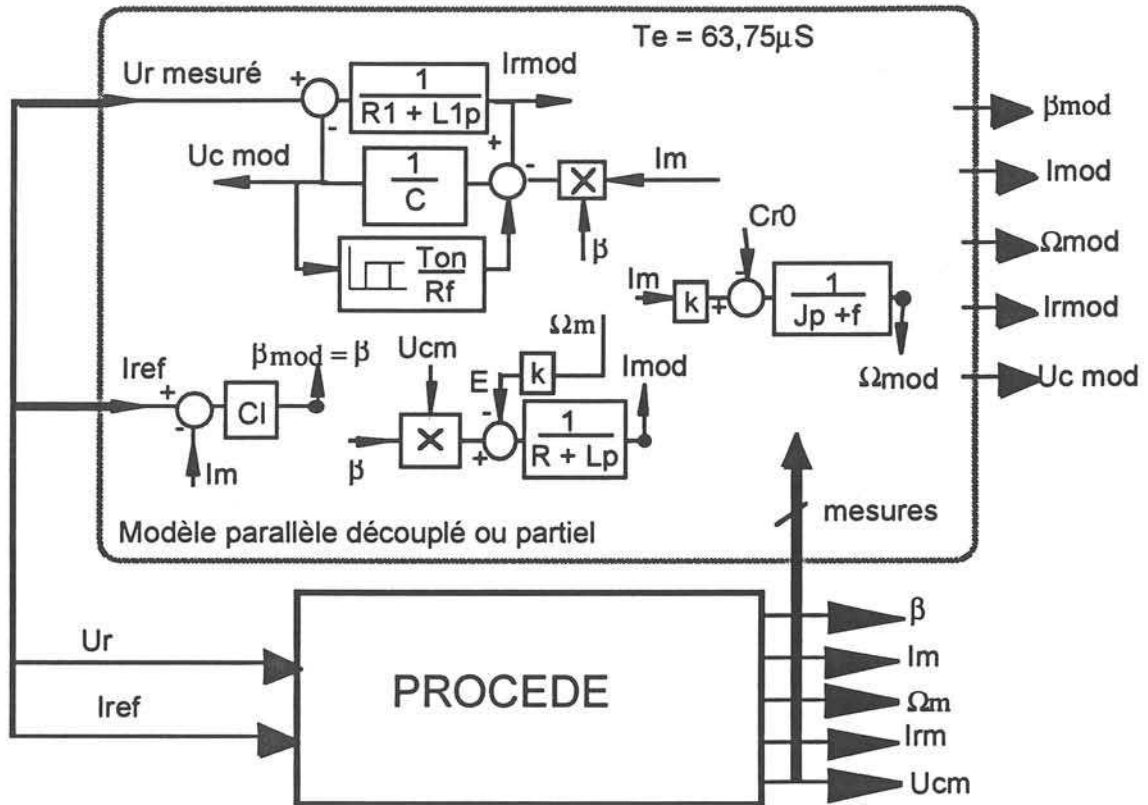 Te = 63,75µS
Ur mesuré
+
-
1
R1 + L1p
Irmod
+
Uc mod
1
C
-
X
Im
β
Ton
Rf
Cr0
Im
k
+
-
1
Jp +f
Ωmod
Iref
+
-
CI
βmod = β
Im
Ucm
Ωm
k
E
Imod
β
X
+
-
1
R + Lp
Modèle parallèle découplé ou partiel
mesures
βmod
Imod
Ωmod
Irmod
Uc mod
Ur
Iref
PROCEDE
β
Im
Ωm
Irm
Ucm